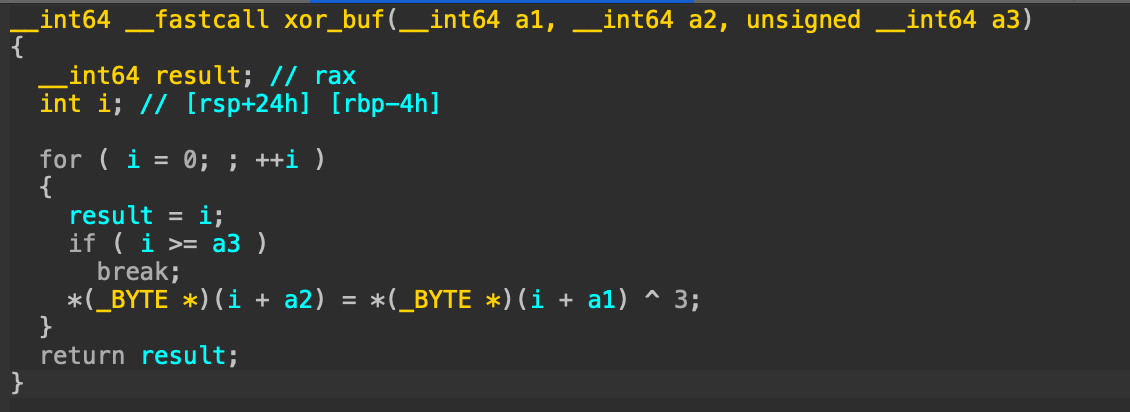 __int64 __fastcall xor_buf(__int64 a1, __int64 a2, unsigned __int64 a3)
{
  __int64 result; // rax
  int i; // [rsp+24h] [rbp-4h]

  for ( i = 0; ; ++i )
  {
    result = i;
    if ( i >= a3 )
      break;
    *(_BYTE *)(i + a2) = *(_BYTE *)(i + a1) ^ 3;
  }
  return result;
}